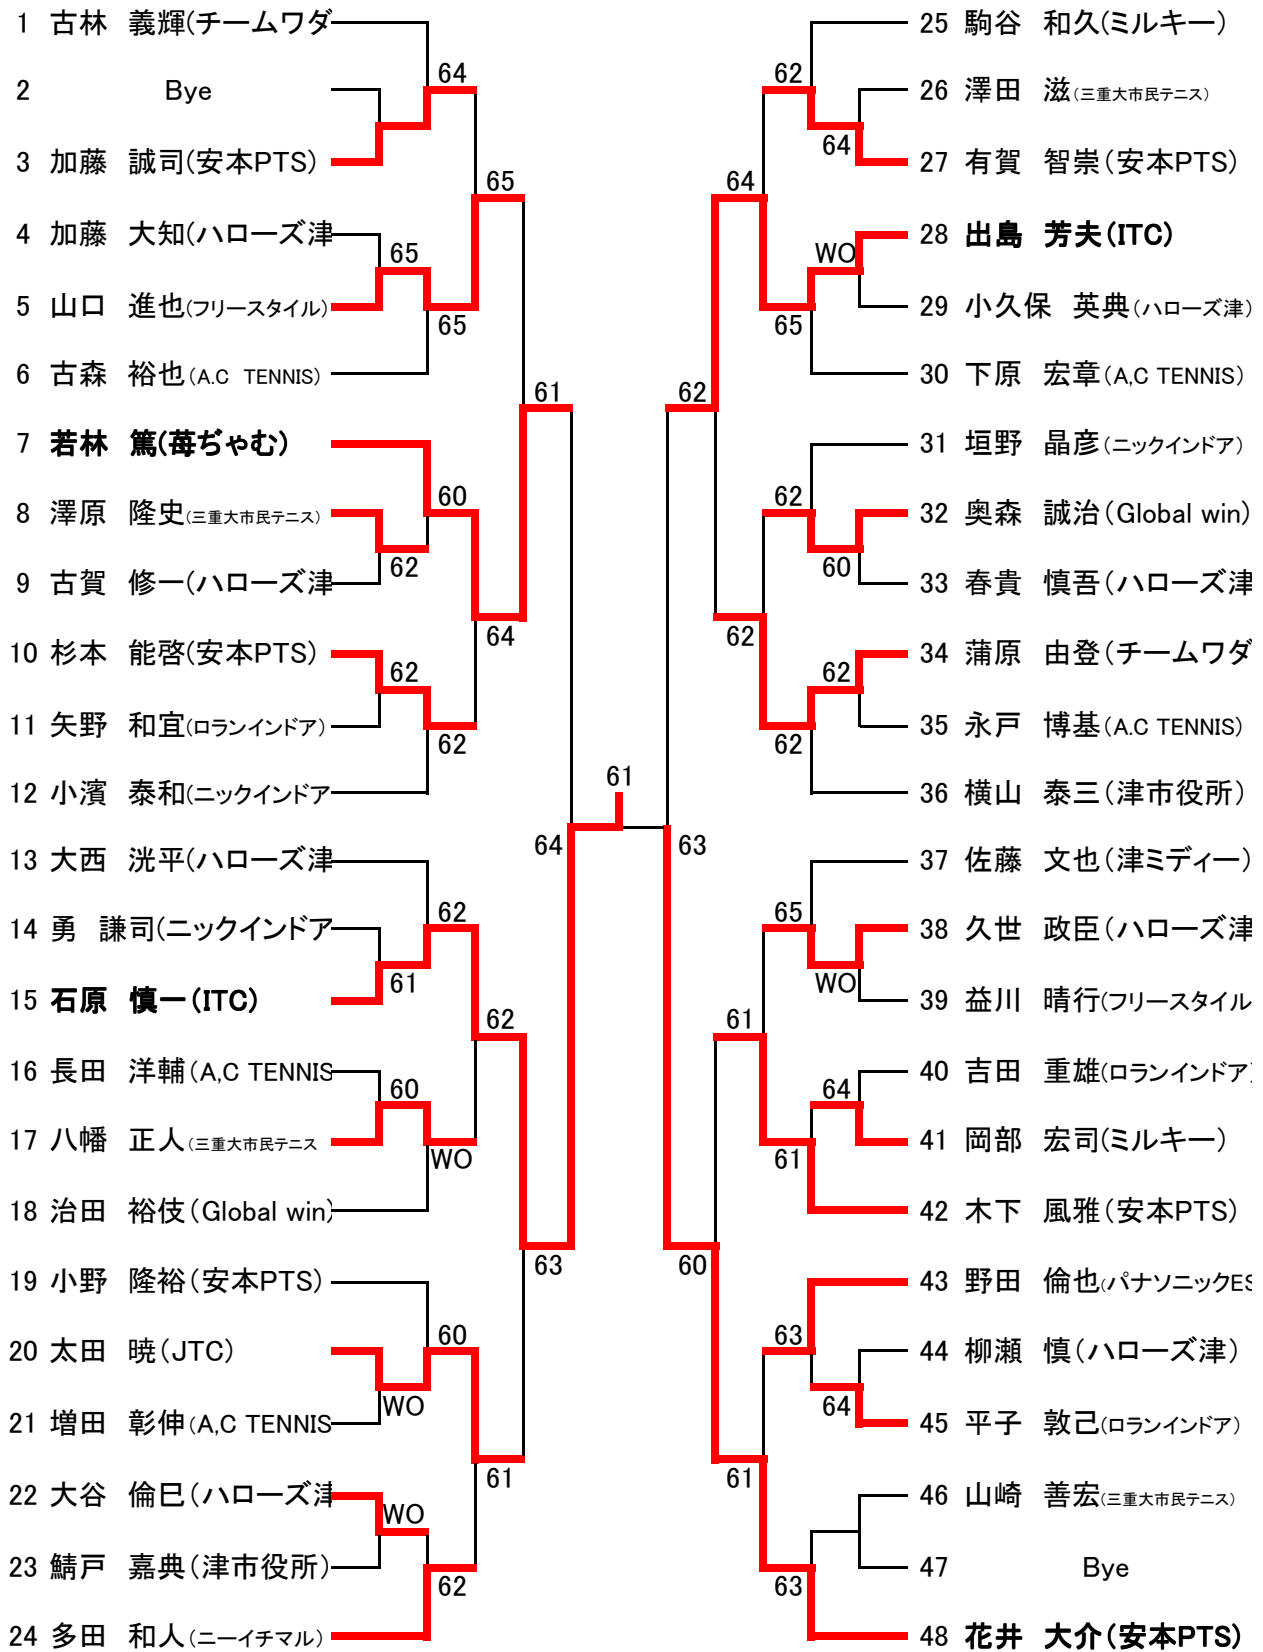 1 古林 義輝(チームワダ
2 Bye
64
3 加藤 誠司(安本PTS)
65
4 加藤 大知(ハローズ津
65
5 山口 進也(フリースタイル)
65
6 古森 裕也(A.C TENNIS)
61
7 若林 篤(苺ぢゃむ)
60
8 澤原 隆史(三重大市民テニス)
62
9 古賀 修一(ハローズ津
64
10 杉本 能啓(安本PTS)
62
11 矢野 和宜(ロランインドア)
62
12 小濱 泰和(ニックインドア
61
64
13 大西 洸平(ハローズ津
62
14 勇 謙司(ニックインドア
61
15 石原 慎一(ITC)
62
16 長田 洋輔(A,C TENNIS
60
17 八幡 正人(三重大市民テニス
WO
18 治田 裕伎(Global win)
63
19 小野 隆裕(安本PTS)
60
20 太田 暁(JTC)
WO
21 増田 彰伸(A,C TENNIS
61
22 大谷 倫巳(ハローズ津
WO
23 鯖戸 嘉典(津市役所)
62
24 多田 和人(ニーイチマル)
25 駒谷 和久(ミルキー)
62
26 澤田 滋(三重大市民テニス)
64
27 有賀 智崇(安本PTS)
64
28 出島 芳夫(ITC)
WO
29 小久保 英典(ハローズ津)
65
30 下原 宏章(A,C TENNIS)
62
31 垣野 晶彦(ニックインドア)
62
32 奥森 誠治(Global win)
60
33 春貴 慎吾(ハローズ津
62
34 蒲原 由登(チームワダ
62
35 永戸 博基(A.C TENNIS)
62
36 横山 泰三(津市役所)
63
37 佐藤 文也(津ミディー)
65
38 久世 政臣(ハローズ津
WO
39 益川 晴行(フリースタイル
61
40 吉田 重雄(ロランインドア)
64
41 岡部 宏司(ミルキー)
61
42 木下 風雅(安本PTS)
60
43 野田 倫也(パナソニックES
63
44 柳瀬 慎(ハローズ津)
64
45 平子 敦己(ロランインドア)
61
46 山崎 善宏(三重大市民テニス)
47 Bye
63
48 花井 大介(安本PTS)